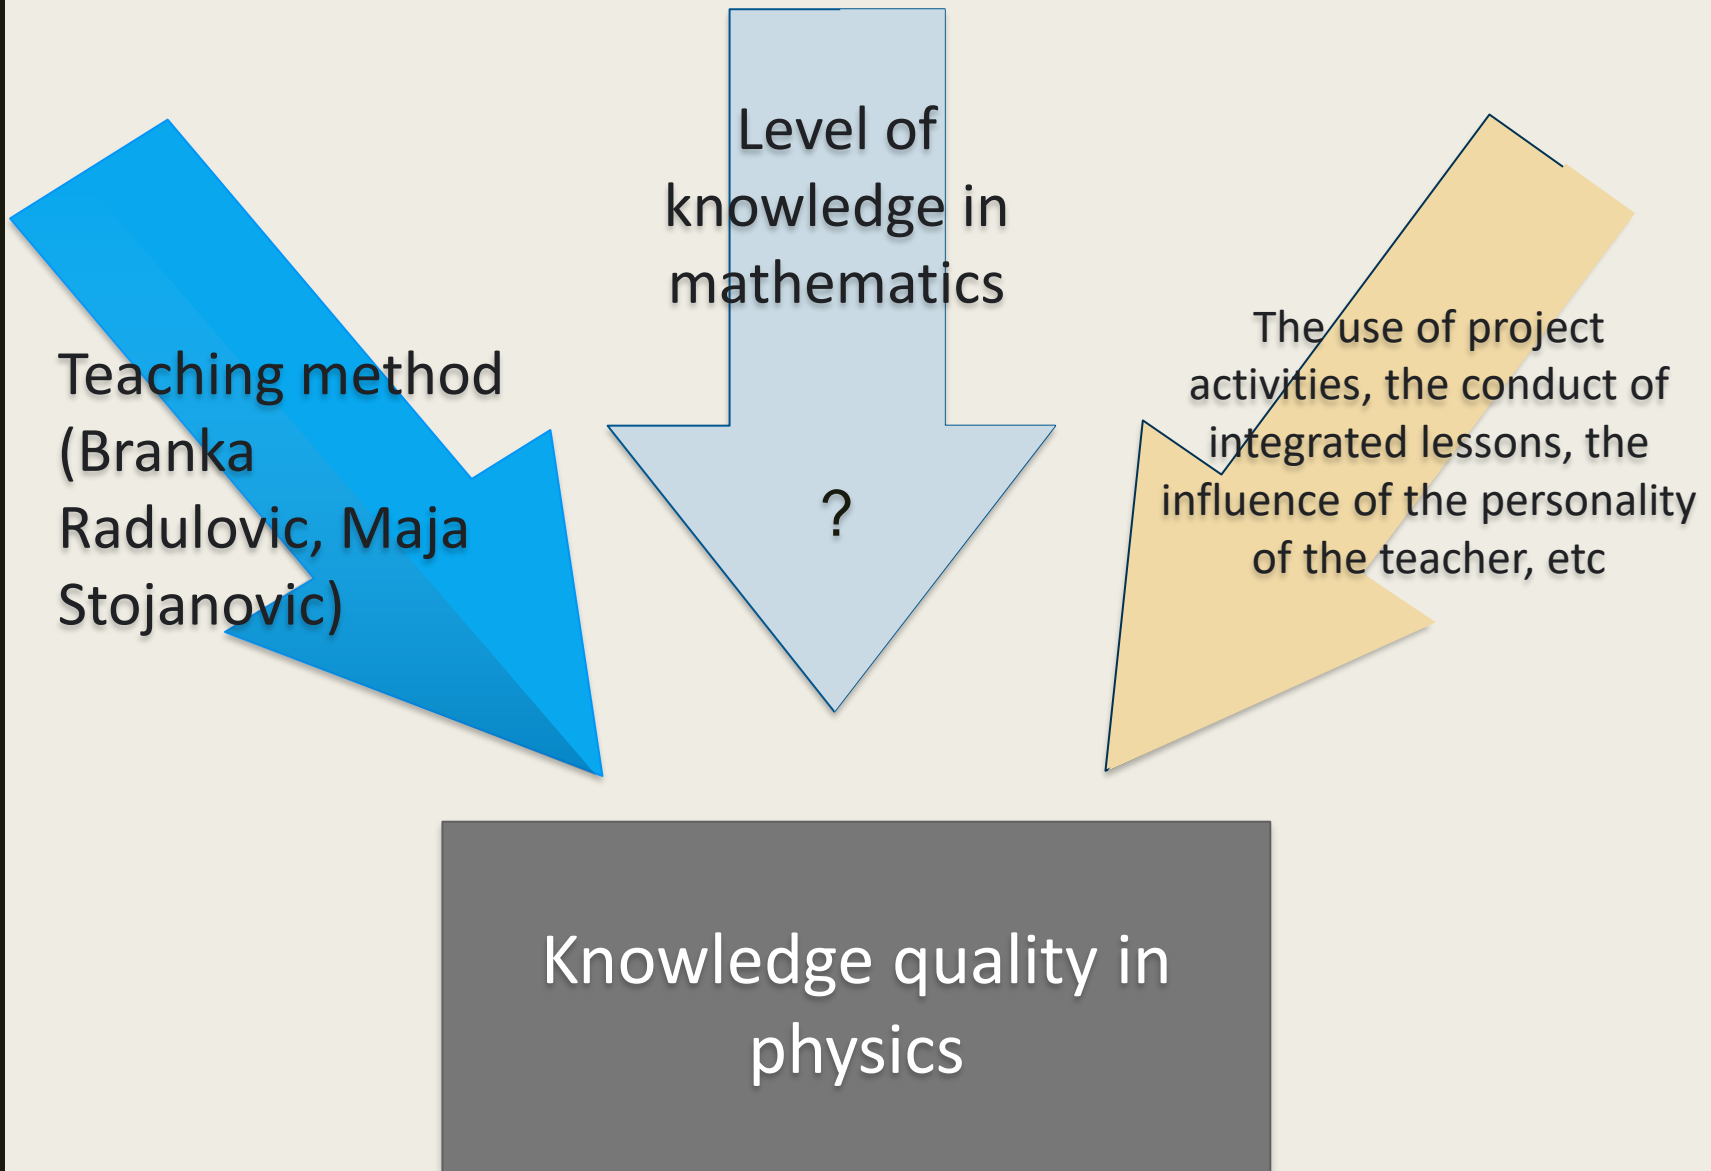 Level of
knowledge in
mathematics
?
Teaching method
(Branka
Radulovic, Maja
Stojanovic)
The use of project
activities, the conduct of
integrated lessons, the
influence of the personality
of the teacher, etc
Knowledge quality in
physics